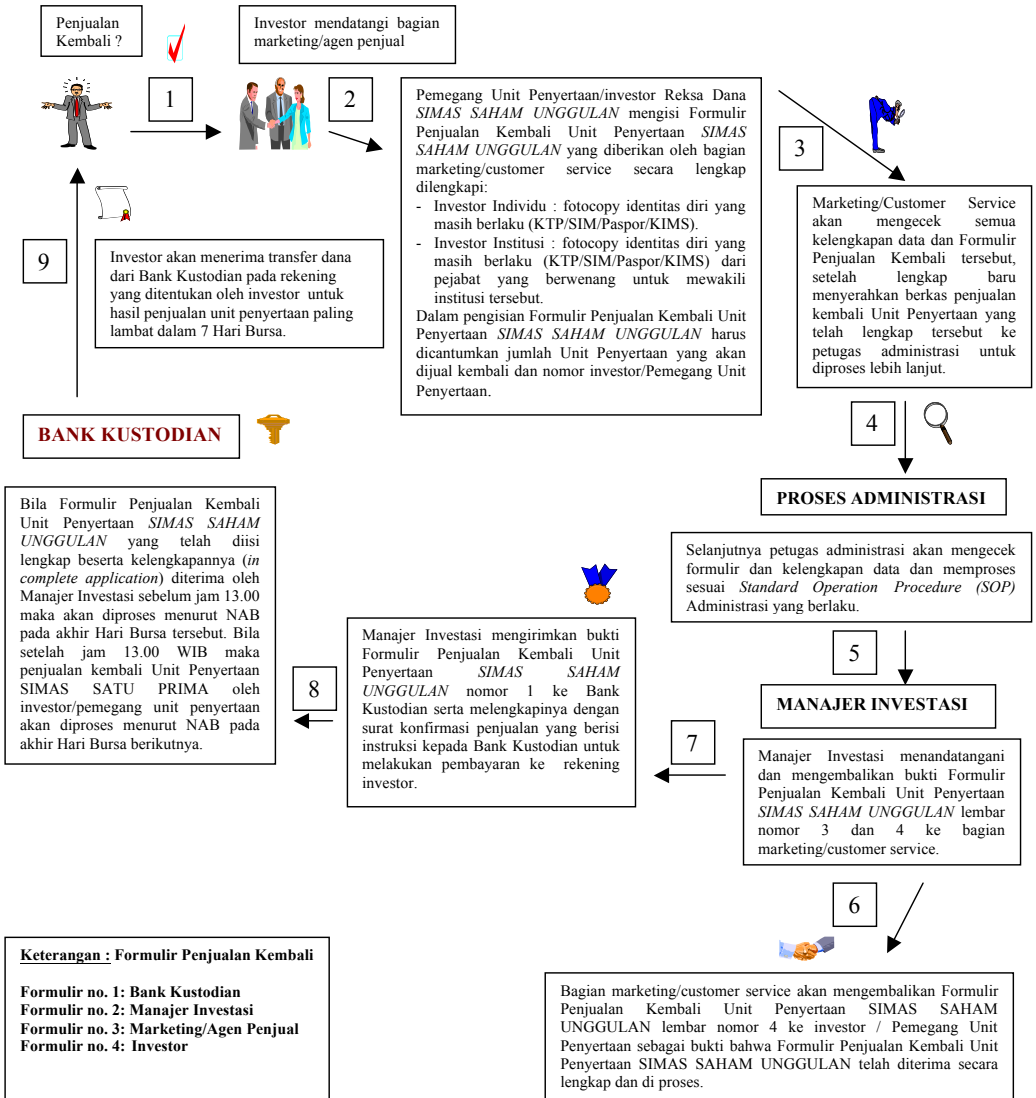 Penjualan
Kembali ?
1
Investor mendatangi bagian
marketing/agen penjual
2
Pemegang Unit Penyertaan/investor Reksa Dana
SIMAS SAHAM UNGGULAN mengisi Formulir
Penjualan Kembali Unit Penyertaan SIMAS
SAHAM UNGGULAN yang diberikan oleh bagian
marketing/customer service secara lengkap
dilengkapi:
- Investor Individu : fotocopy identitas diri yang
masih berlaku (KTP/SIM/Paspor/KIMS).
- Investor Institusi : fotocopy identitas diri yang
masih berlaku (KTP/SIM/Paspor/KIMS) dari
pejabat yang berwenang untuk mewakili
institusi tersebut.
Dalam pengisian Formulir Penjualan Kembali Unit
Penyertaan SIMAS SAHAM UNGGULAN harus
dicantumkan jumlah Unit Penyertaan yang akan
dijual kembali dan nomor investor/Pemegang Unit
Penyertaan.
3
Marketing/Customer Service
akan mengecek semua
kelengkapan data dan Formulir
Penjualan Kembali tersebut,
setelah lengkap baru
menyerahkan berkas penjualan
kembali Unit Penyertaan yang
telah lengkap tersebut ke
petugas administrasi untuk
diproses lebih lanjut.
4
PROSES ADMINISTRASI
Selanjutnya petugas administrasi akan mengecek
formulir dan kelengkapan data dan memproses
sesuai Standard Operation Procedure (SOP)
Administrasi yang berlaku.
5
MANAJER INVESTASI
Manajer Investasi menandatangani
dan mengembalikan bukti Formulir
Penjualan Kembali Unit Penyertaan
SIMAS SAHAM UNGGULAN lembar
nomor 3 dan 4 ke bagian
marketing/customer service.
6
Bagian marketing/customer service akan mengembalikan Formulir
Penjualan Kembali Unit Penyertaan SIMAS SAHAM
UNGGULAN lembar nomor 4 ke investor / Pemegang Unit
Penyertaan sebagai bukti bahwa Formulir Penjualan Kembali Unit
Penyertaan SIMAS SAHAM UNGGULAN telah diterima secara
lengkap dan di proses.
7
Manajer Investasi mengirimkan bukti
Formulir Penjualan Kembali Unit
Penyertaan SIMAS SAHAM
UNGGULAN nomor 1 ke Bank
Kustodian serta melengkapinya dengan
surat konfirmasi penjualan yang berisi
instruksi kepada Bank Kustodian untuk
melakukan pembayaran ke rekening
investor.
8
Bila Formulir Penjualan Kembali
Unit Penyertaan SIMAS SAHAM
UNGGULAN yang telah diisi
lengkap beserta kelengkapannya (in
complete application) diterima oleh
Manajer Investasi sebelum jam 13.00
maka akan diproses menurut NAB
pada akhir Hari Bursa tersebut. Bila
setelah jam 13.00 WIB maka
penjualan kembali Unit Penyertaan
SIMAS SATU PRIMA oleh
investor/pemegang unit penyertaan
akan diproses menurut NAB pada
akhir Hari Bursa berikutnya.
BANK KUSTODIAN
9
Investor akan menerima transfer dana
dari Bank Kustodian pada rekening
yang ditentukan oleh investor untuk
hasil penjualan unit penyertaan paling
lambat dalam 7 Hari Bursa.
Keterangan : Formulir Penjualan Kembali
Formulir no. 1: Bank Kustodian
Formulir no. 2: Manajer Investasi
Formulir no. 3: Marketing/Agen Penjual
Formulir no. 4: Investor